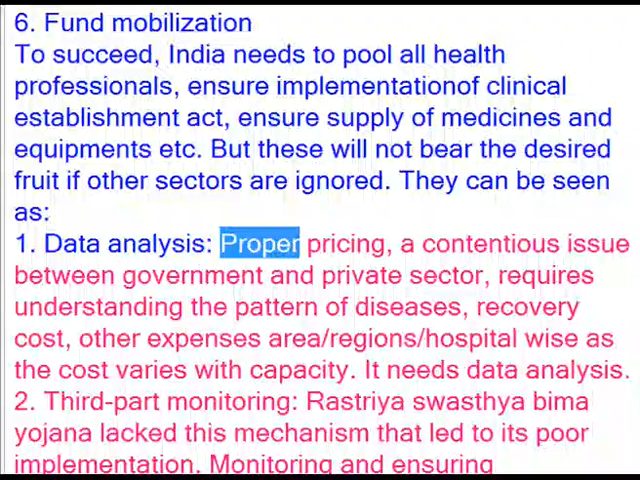 6. Fund mobilization
To succeed, India needs to pool all health
professionals, ensure implementationof clinical
establishment act, ensure supply of medicines and
equipments etc. But these will not bear the desired
fruit if other sectors are ignored. They can be seen
as:
1. Data analysis: Proper pricing, a contentious issue
between government and private sector, requires
understanding the pattern of diseases, recovery
cost, other expenses area/regions/hospital wise as
the cost varies with capacity. It needs data analysis.
2. Third-part monitoring: Rastriya swasthya bima
yojana lacked this mechanism that led to its poor
implementation. Monitoring and ensuring